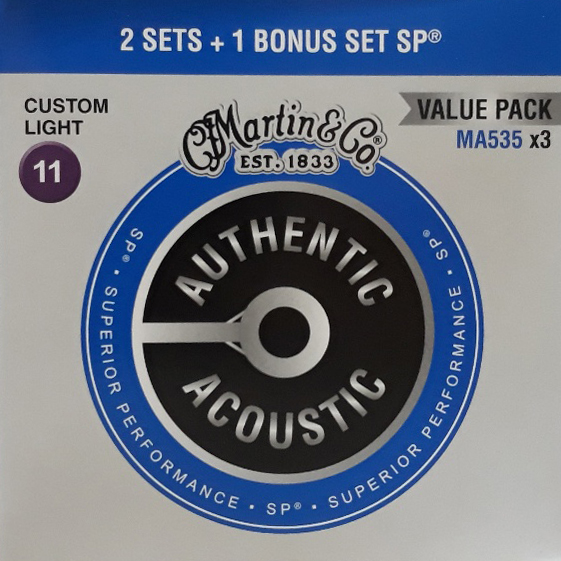 2 SETS + 1 BONUS SET SP®
CUSTOM
LIGHT
11
VALUE PACK
MA535 x3
C.F. Martin & Co.®
EST. 1833
AUTHENTIC
ACOUSTIC
SP® • SUPERIOR PERFORMANCE • SP® • SUPERIOR PERFORMANCE • SP®